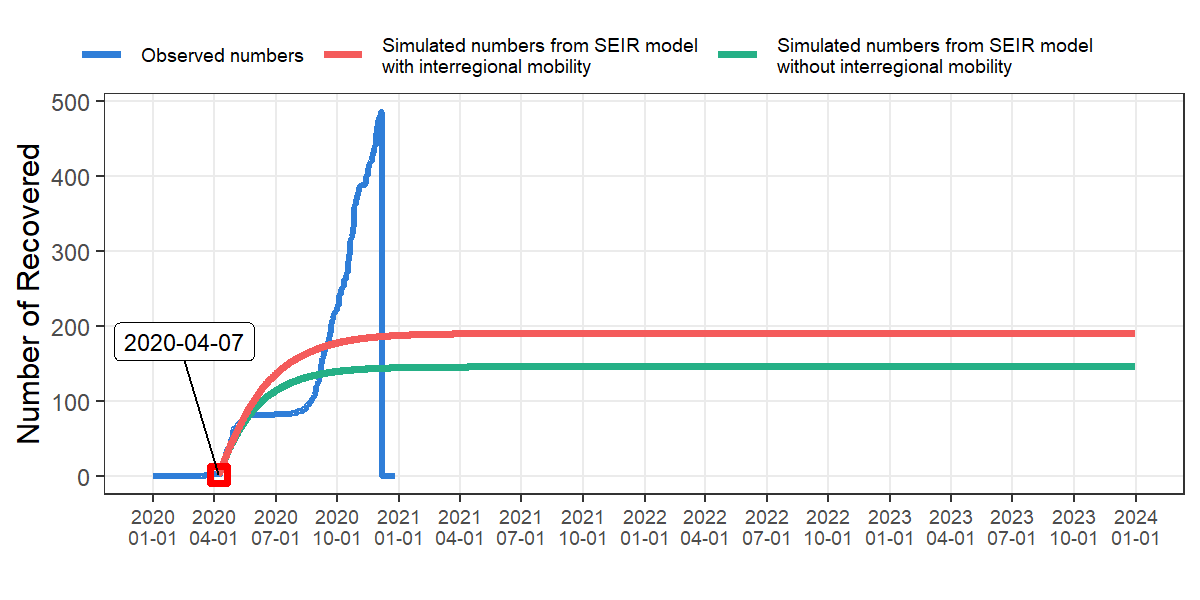 Observed numbers
Simulated numbers from SEIR model
with interregional mobility
Simulated numbers from SEIR model
without interregional mobility
Number of Recovered
500
400
300
200
100
0
2020-04-07
2020 2020 2020 2020 2021 2021 2021 2021 2022 2022 2022 2022 2023 2023 2023 2023 2024
01-01 04-01 07-01 10-01 01-01 04-01 07-01 10-01 01-01 04-01 07-01 10-01 01-01 04-01 07-01 10-01 01-01